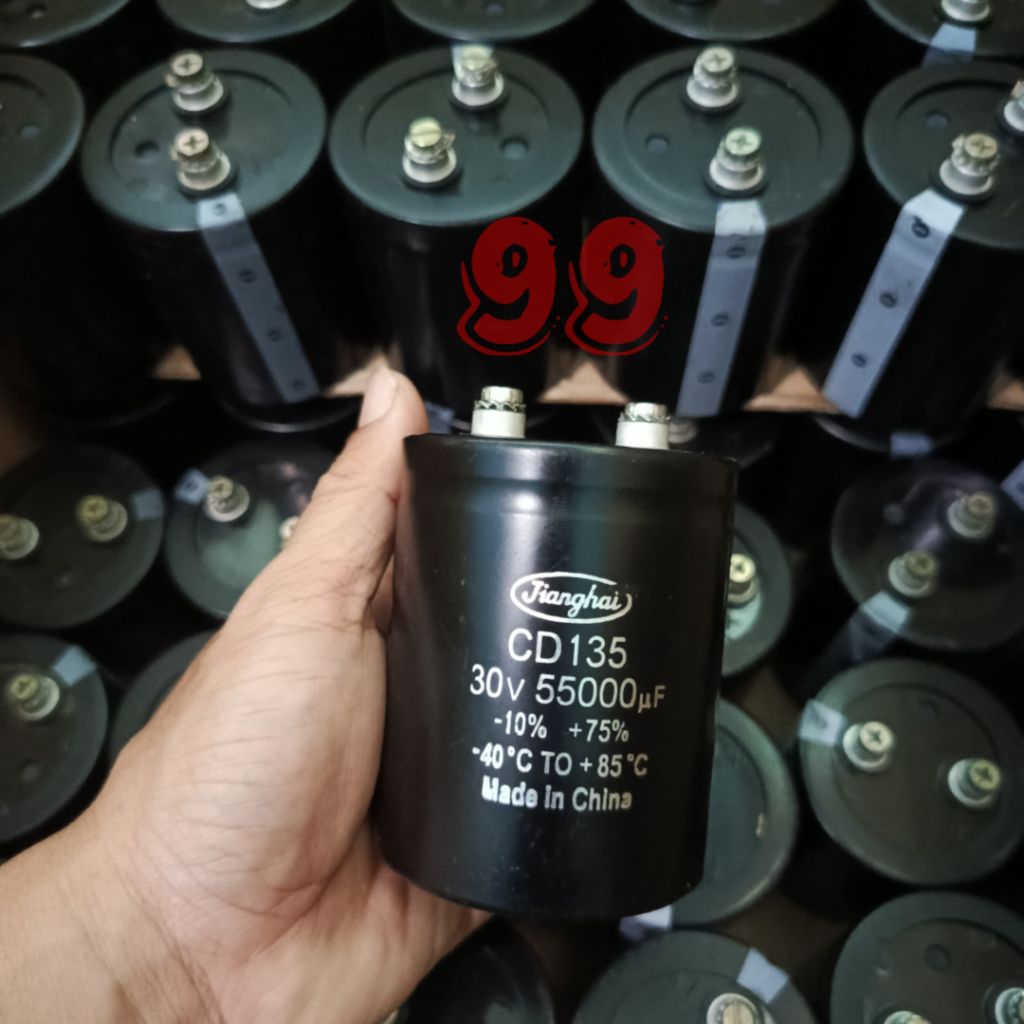 99
Jianghai
CD135
30V 55000μF
-10% +75%
-40°C TO +85°C
Made in China